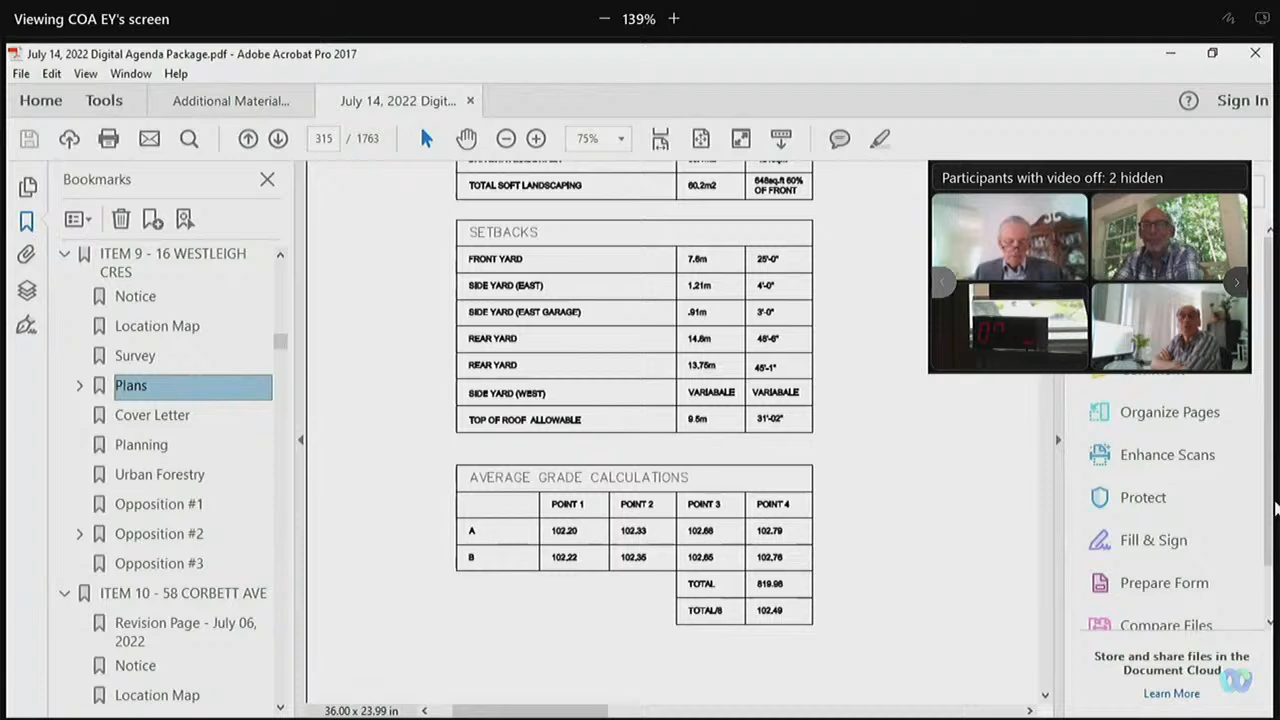 Viewing COA EY's screen
139%
July 14, 2022 Digital Agenda Package.pdf - Adobe Acrobat Pro 2017
File Edit View Window Help
Home Tools Additional Material... July 14, 2022 Digit... Sign In
315 / 1763 75%
Bookmarks
ITEM 9 - 16 WESTLEIGH
CRES
Notice
Location Map
Survey
Plans
Cover Letter
Planning
Urban Forestry
Opposition #1
Opposition #2
Opposition #3
ITEM 10 - 58 CORBETT AVE
Revision Page - July 06,
2022
Notice
Location Map
TOTAL SOFT LANDSCAPING 60.2m2 648sq.ft 60%
OF FRONT
SETBACKS
FRONT YARD 7.6m 25'-0"
SIDE YARD (EAST) 1.21m 4'-0"
SIDE YARD (EAST GARAGE) .91m 3'-0"
REAR YARD 14.8m 48'-6"
REAR YARD 13.75m 45'-1"
SIDE YARD (WEST) VARIABALE VARIABALE
TOP OF ROOF ALLOWABLE 9.5m 31'-02"
AVERAGE GRADE CALCULATIONS
POINT 1 POINT 2 POINT 3 POINT 4
A 102.20 102.33 102.68 102.79
B 102.22 102.35 102.65 102.76
TOTAL 819.98
TOTAL/8 102.49
36.00 x 23.99 in
Participants with video off: 2 hidden
Organize Pages
Enhance Scans
Protect
Fill & Sign
Prepare Form
Compare Files
Store and share files in the
Document Cloud
Learn More